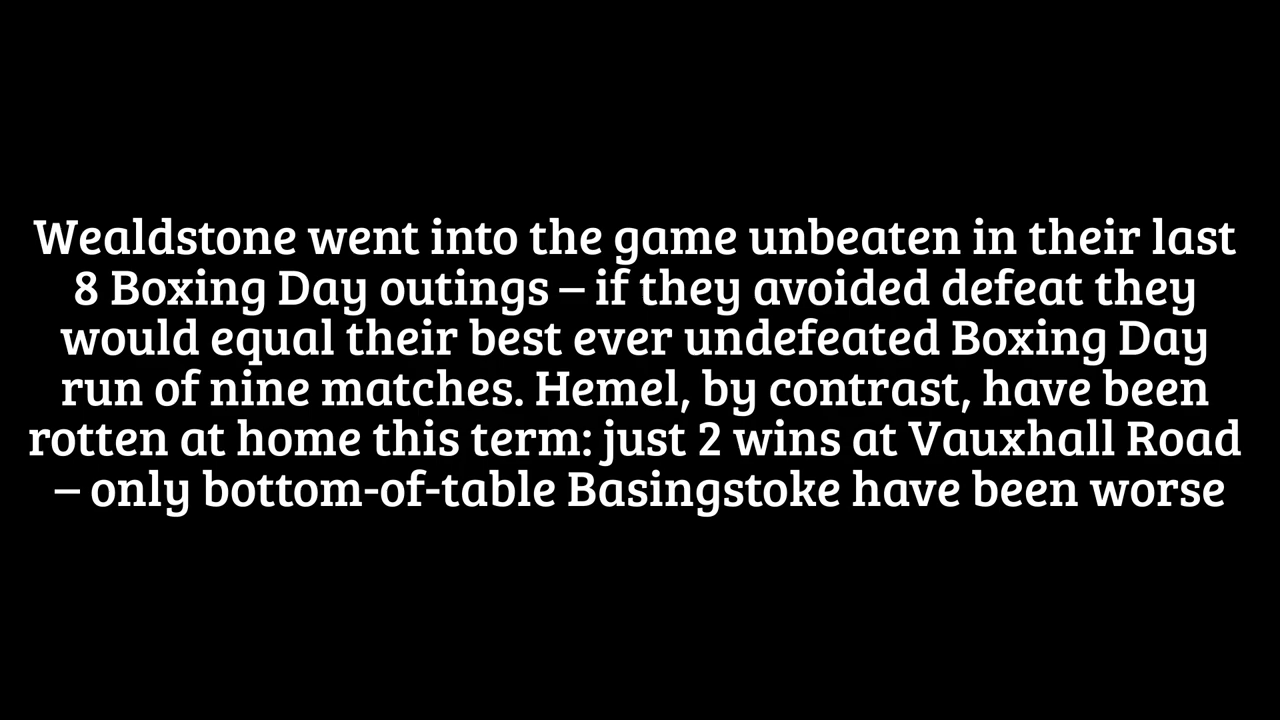 Wealdstone went into the game unbeaten in their last
8 Boxing Day outings – if they avoided defeat they
would equal their best ever undefeated Boxing Day
run of nine matches. Hemel, by contrast, have been
rotten at home this term: just 2 wins at Vauxhall Road
– only bottom-of-table Basingstoke have been worse